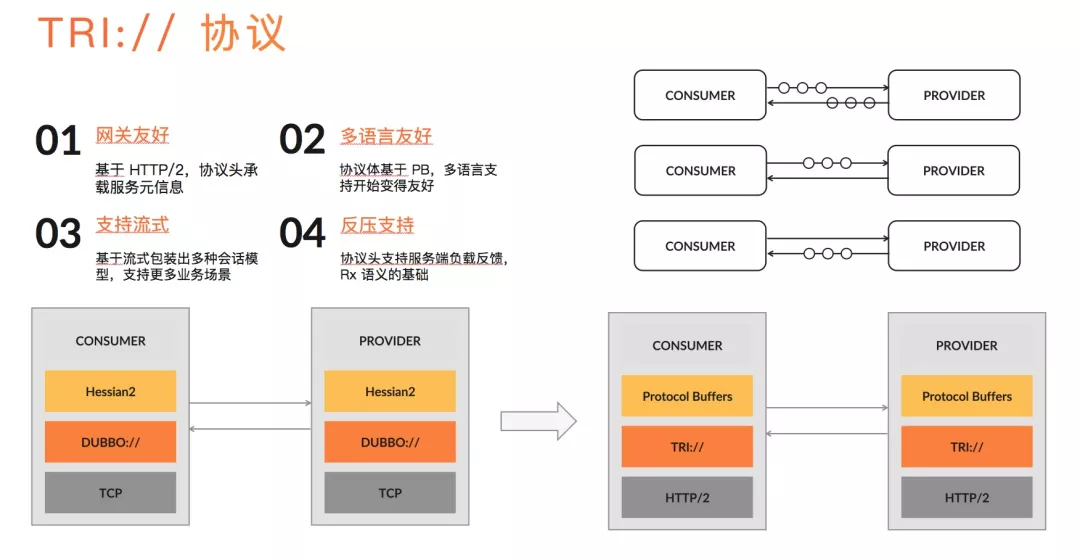 TRI:// 协议
01
网关友好
基于 HTTP/2，协议头承
载服务元信息
02
多语言友好
协议体基于 PB，多语言支
持开始变得友好
03
支持流式
基于流式包装出多种会话模
型，支持更多业务场景
04
反压支持
协议头支持服务端负载反馈，
Rx 语义的基础
CONSUMER
PROVIDER
CONSUMER
PROVIDER
CONSUMER
PROVIDER
CONSUMER
Hessian2
DUBBO://
TCP
PROVIDER
Hessian2
DUBBO://
TCP
CONSUMER
Protocol Buffers
TRI://
HTTP/2
PROVIDER
Protocol Buffers
TRI://
HTTP/2